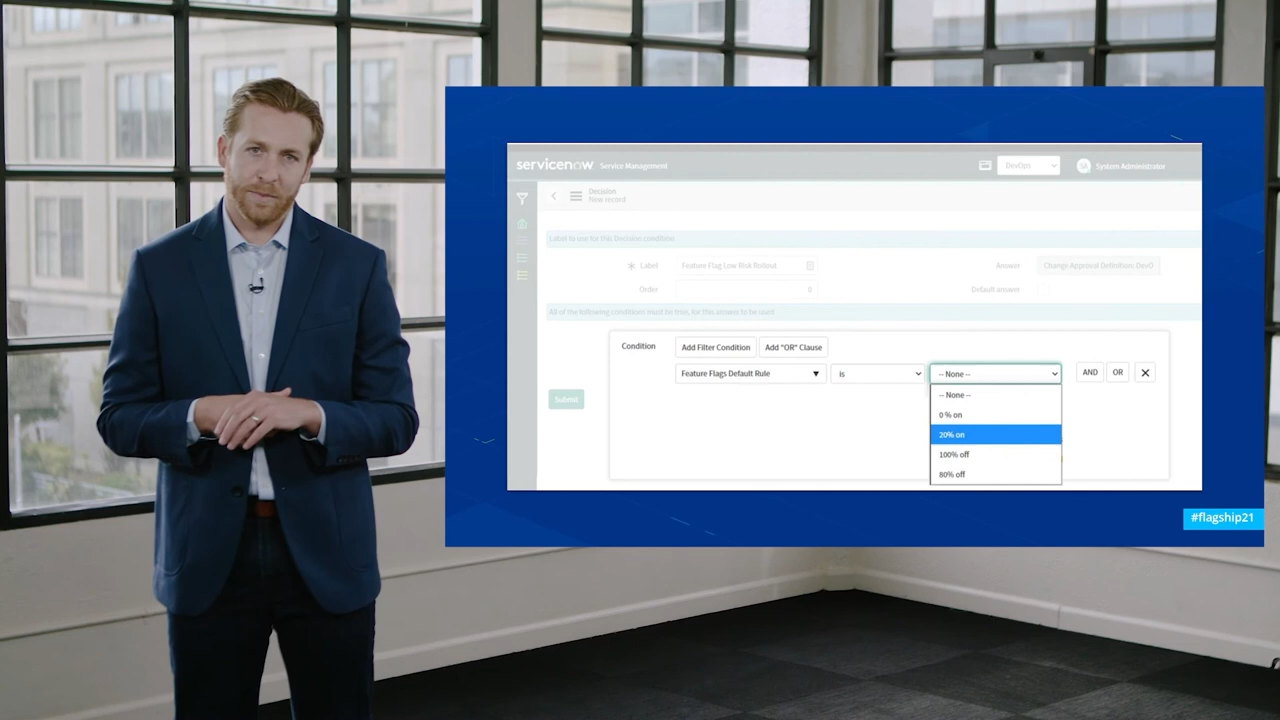 servicenow Service Management
DevOps
System Administrator
Decision
New record
Label to use for this Decision condition
Label
Feature Flag Low Risk Rollout
Answer
Change Approval Definition: DevO
Order
0
Default answer
All of the following conditions must be true, for this answer to be used
Condition
Add Filter Condition
Add "OR" Clause
Feature Flags Default Rule
is
-- None --
AND
OR
-- None --
0 % on
20% on
100% off
80% off
Submit
#flagship21